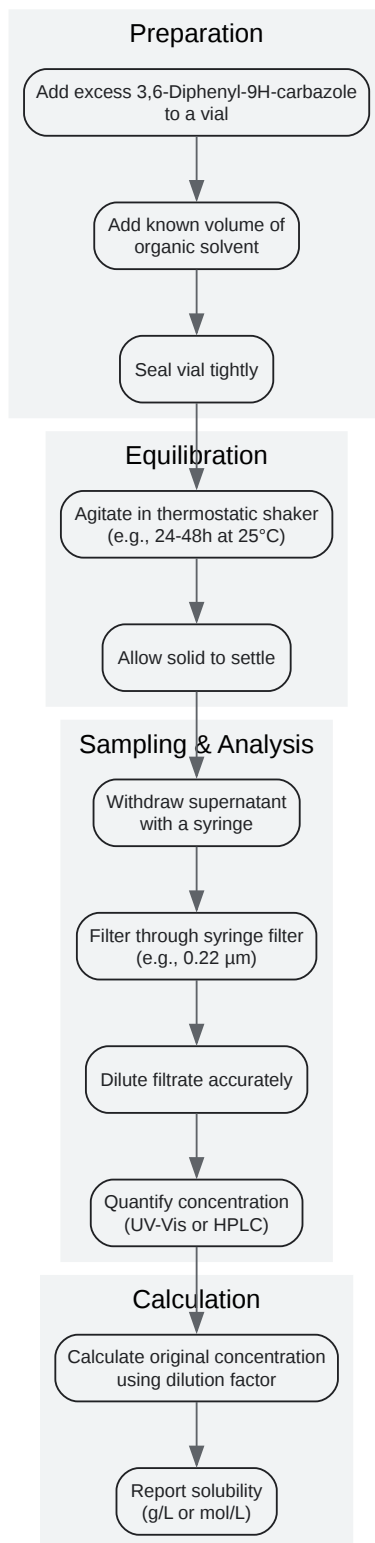 Preparation
Add excess 3,6-Diphenyl-9H-carbazole
to a vial
Add known volume of
organic solvent
Seal vial tightly
Equilibration
Agitate in thermostatic shaker
(e.g., 24-48h at 25°C)
Allow solid to settle
Sampling & Analysis
Withdraw supernatant
with a syringe
Filter through syringe filter
(e.g., 0.22 µm)
Dilute filtrate accurately
Quantify concentration
(UV-Vis or HPLC)
Calculation
Calculate original concentration
using dilution factor
Report solubility
(g/L or mol/L)